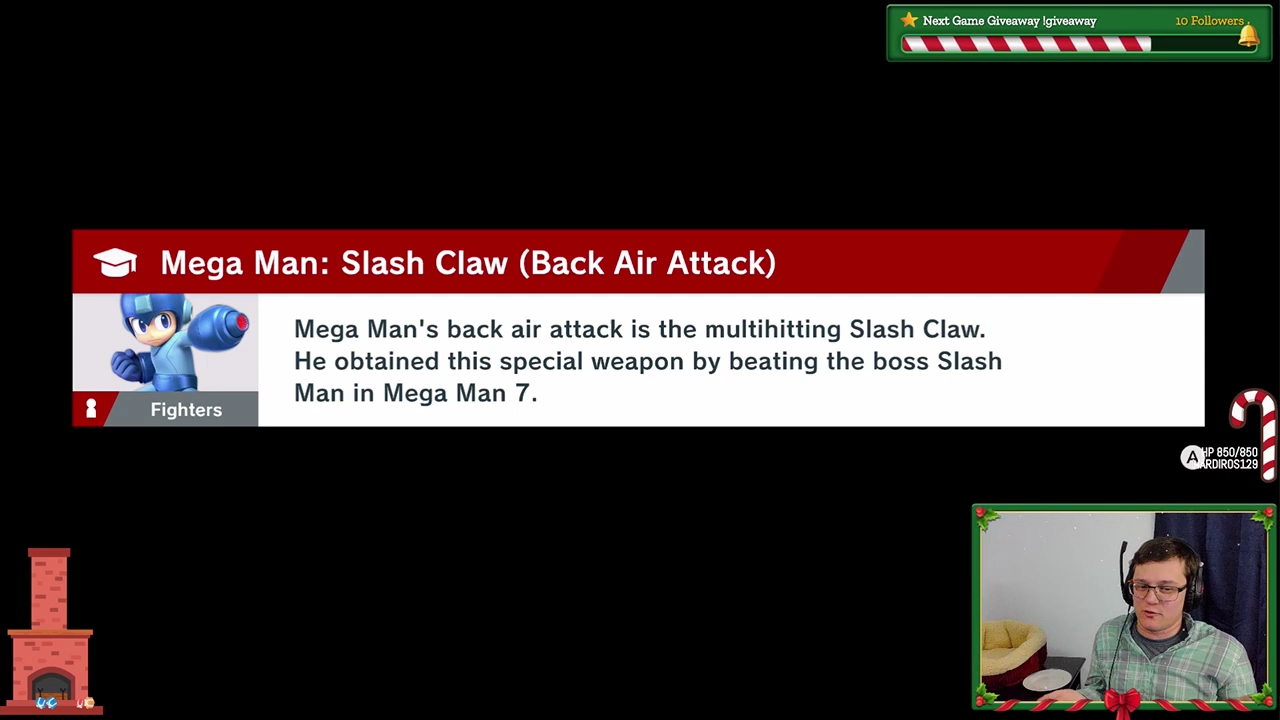 Next Game Giveaway !giveaway
10 Followers
Mega Man: Slash Claw (Back Air Attack)
Mega Man's back air attack is the multihitting Slash Claw.
He obtained this special weapon by beating the boss Slash
Man in Mega Man 7.
Fighters
A
HP 850/850